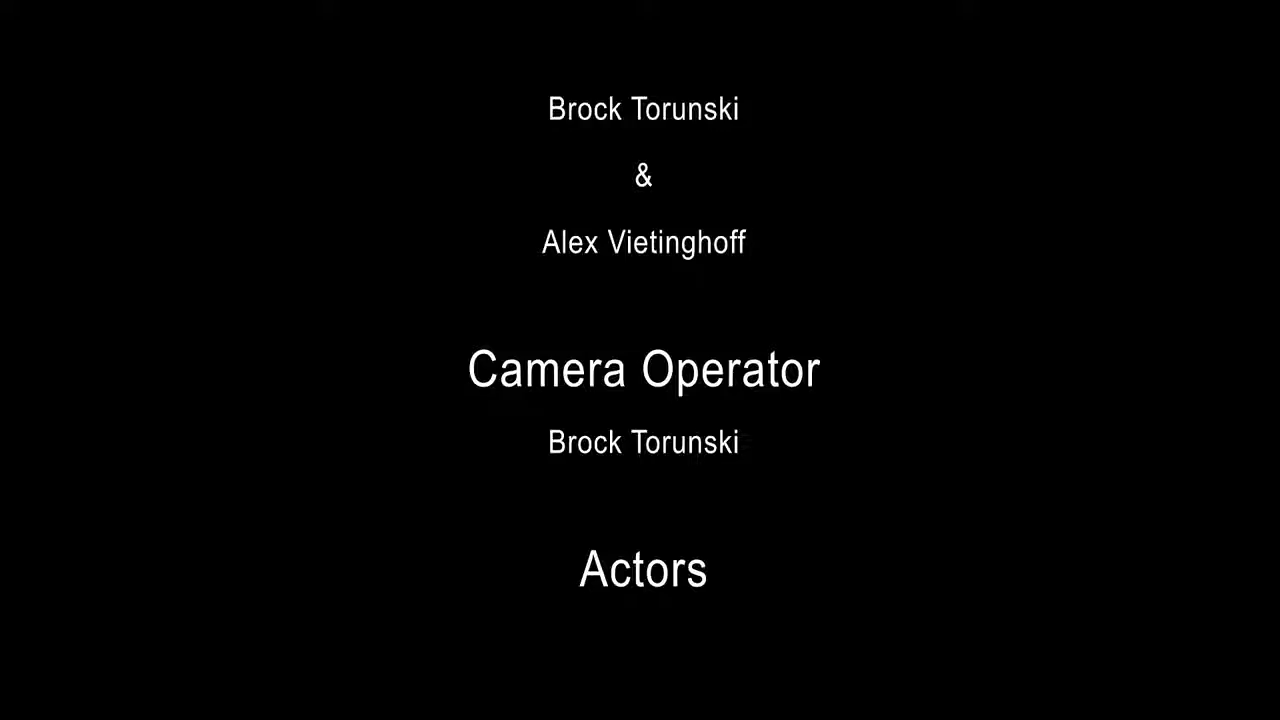 Brock Torunski
&
Alex Vietinghoff
Camera Operator
Brock Torunski
Actors